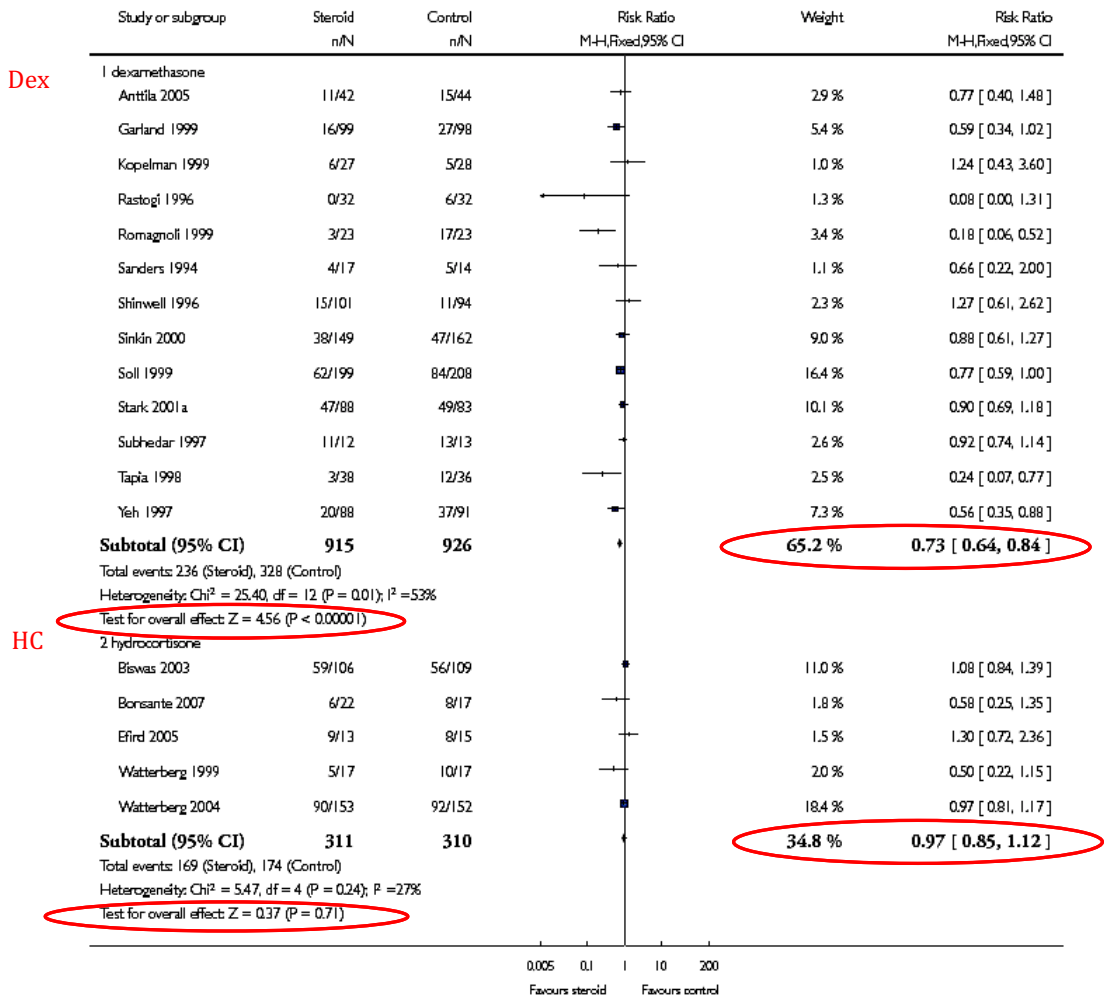 Study or subgroup Steroid Control Risk Ratio Weight Risk Ratio
n/N n/N M-H,Fixed,95% CI M-H,Fixed,95% CI
Dex
1 dexamethasone
Anttila 2005 11/42 15/44 2.9 % 0.77 [ 0.40, 1.48 ]
Garland 1999 16/99 27/98 5.4 % 0.59 [ 0.34, 1.02 ]
Kopelman 1999 6/27 5/28 1.0 % 1.24 [ 0.43, 3.60 ]
Rastogi 1996 0/32 6/32 1.3 % 0.08 [ 0.00, 1.31 ]
Romagnoli 1999 3/23 17/23 3.4 % 0.18 [ 0.06, 0.52 ]
Sanders 1994 4/17 5/14 1.1 % 0.66 [ 0.22, 2.00 ]
Shinwell 1996 15/101 11/94 2.3 % 1.27 [ 0.61, 2.62 ]
Sinkin 2000 38/149 47/162 9.0 % 0.88 [ 0.61, 1.27 ]
Soll 1999 62/199 84/208 16.4 % 0.77 [ 0.59, 1.00 ]
Stark 2001a 47/88 49/83 10.1 % 0.90 [ 0.69, 1.18 ]
Subhedar 1997 11/12 13/13 2.6 % 0.92 [ 0.74, 1.14 ]
Tapia 1998 3/38 12/36 2.5 % 0.24 [ 0.07, 0.77 ]
Yeh 1997 20/88 37/91 7.3 % 0.56 [ 0.35, 0.88 ]
Subtotal (95% CI) 915 926 65.2 % 0.73 [ 0.64, 0.84 ]
Total events: 236 (Steroid), 328 (Control)
Heterogeneity: Chi² = 25.40, df = 12 (P = 0.01); I² =53%
Test for overall effect: Z = 4.56 (P < 0.00001)
HC
2 hydrocortisone
Biswas 2003 59/106 56/109 11.0 % 1.08 [ 0.84, 1.39 ]
Bonsante 2007 6/22 8/17 1.8 % 0.58 [ 0.25, 1.35 ]
Efird 2005 9/13 8/15 1.5 % 1.30 [ 0.72, 2.36 ]
Watterberg 1999 5/17 10/17 2.0 % 0.50 [ 0.22, 1.15 ]
Watterberg 2004 90/153 92/152 18.4 % 0.97 [ 0.81, 1.17 ]
Subtotal (95% CI) 311 310 34.8 % 0.97 [ 0.85, 1.12 ]
Total events: 169 (Steroid), 174 (Control)
Heterogeneity: Chi² = 5.47, df = 4 (P = 0.24); I² =27%
Test for overall effect: Z = 0.37 (P = 0.71)
0.005 0.1 1 10 200
Favours steroid Favours control